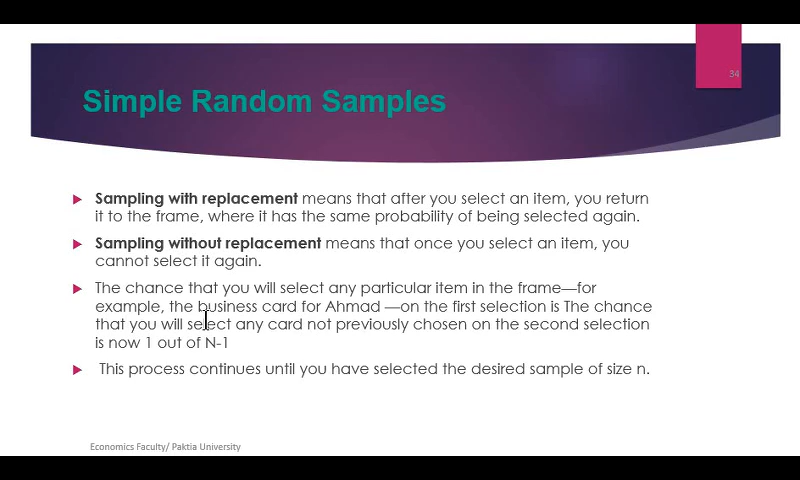 34
Simple Random Samples
Sampling with replacement means that after you select an item, you return
it to the frame, where it has the same probability of being selected again.
Sampling without replacement means that once you select an item, you
cannot select it again.
The chance that you will select any particular item in the frame—for
example, the business card for Ahmad —on the first selection is The chance
that you will select any card not previously chosen on the second selection
is now 1 out of N-1
This process continues until you have selected the desired sample of size n.
Economics Faculty/ Paktia University